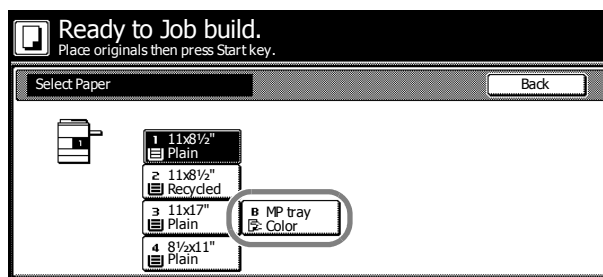 Ready to Job build.
Place originals then press Start key.
Select Paper
Back
1
1 11x8½"
Plain
2 11x8½"
Recycled
3 11x17"
Plain
B MP tray
Color
4 8½x11"
Plain